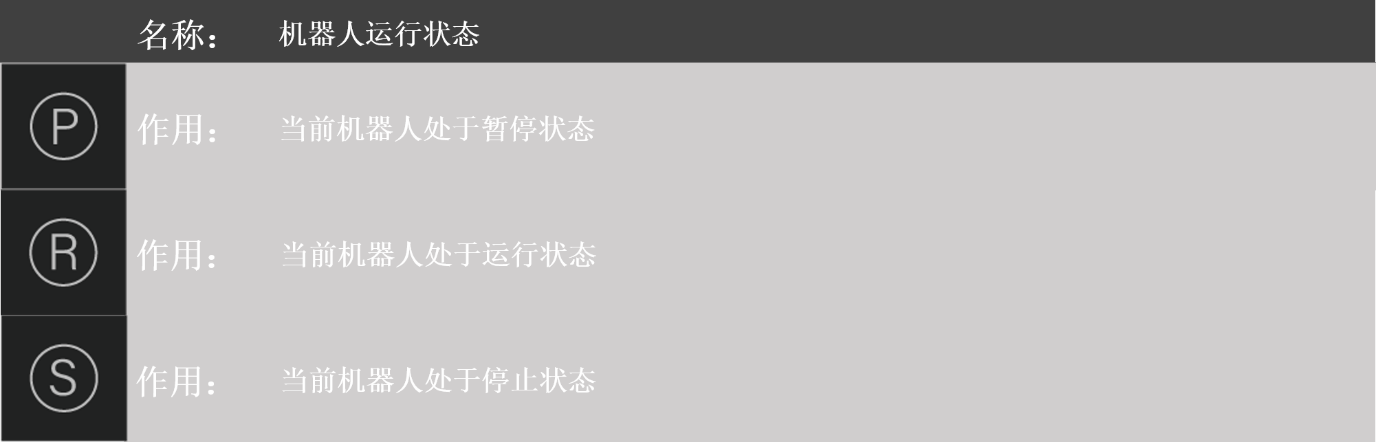 名称： 机器人运行状态
P 作用： 当前机器人处于暂停状态
R 作用： 当前机器人处于运行状态
S 作用： 当前机器人处于停止状态